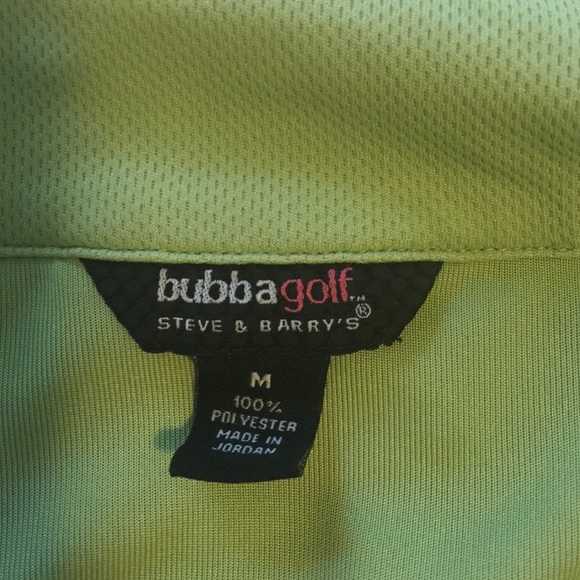 bubbagolf™
STEVE & BARRY'S®
M
100%
POLYESTER
MADE IN
JORDAN